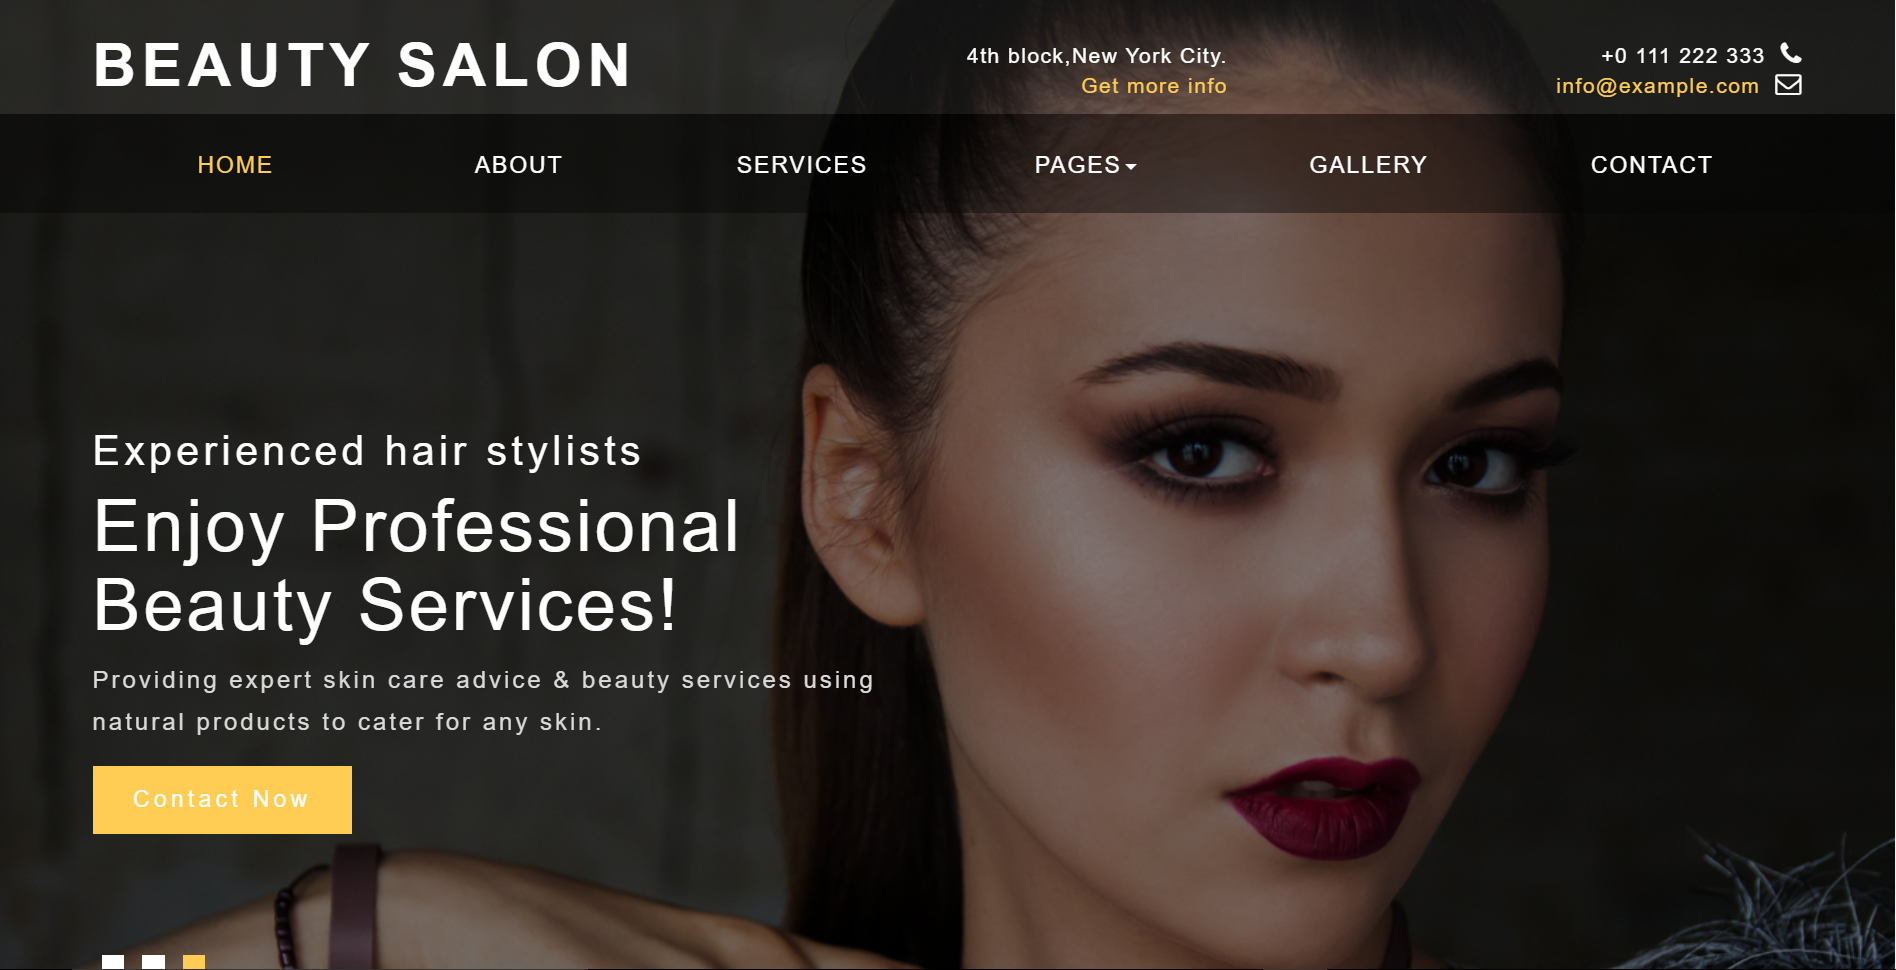 BEAUTY SALON
4th block,New York City.
Get more info
+0 111 222 333
info@example.com
HOME
ABOUT
SERVICES
PAGES
GALLERY
CONTACT
Experienced hair stylists
Enjoy Professional
Beauty Services!
Providing expert skin care advice & beauty services using
natural products to cater for any skin.
Contact Now